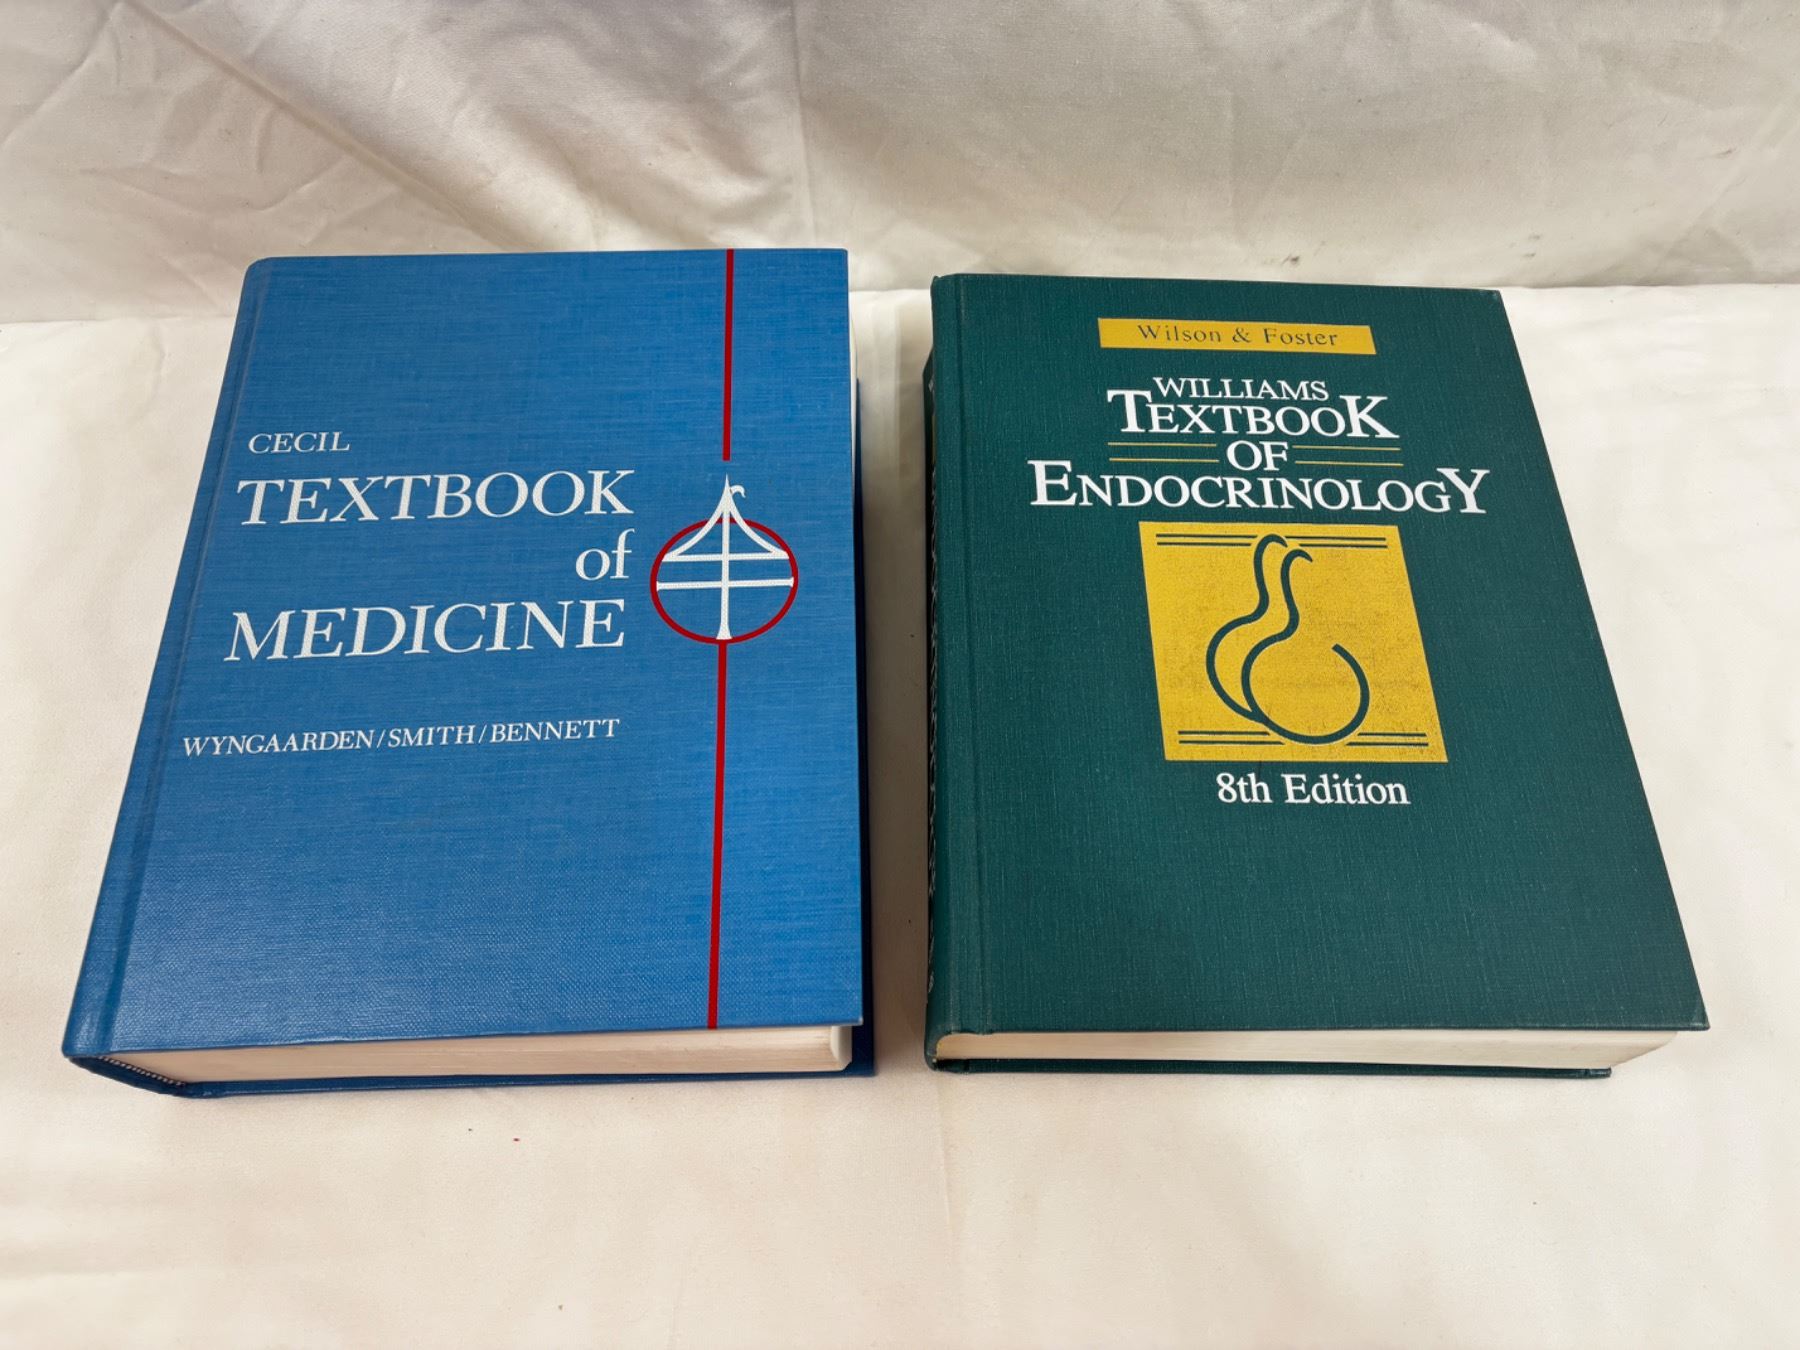 CECIL
TEXTBOOK
of
MEDICINE
WYNGAARDEN/SMITH/BENNETT
Wilson & Foster
WILLIAMS
TEXTBOOK
OF
ENDOCRINOLOGY
8th Edition